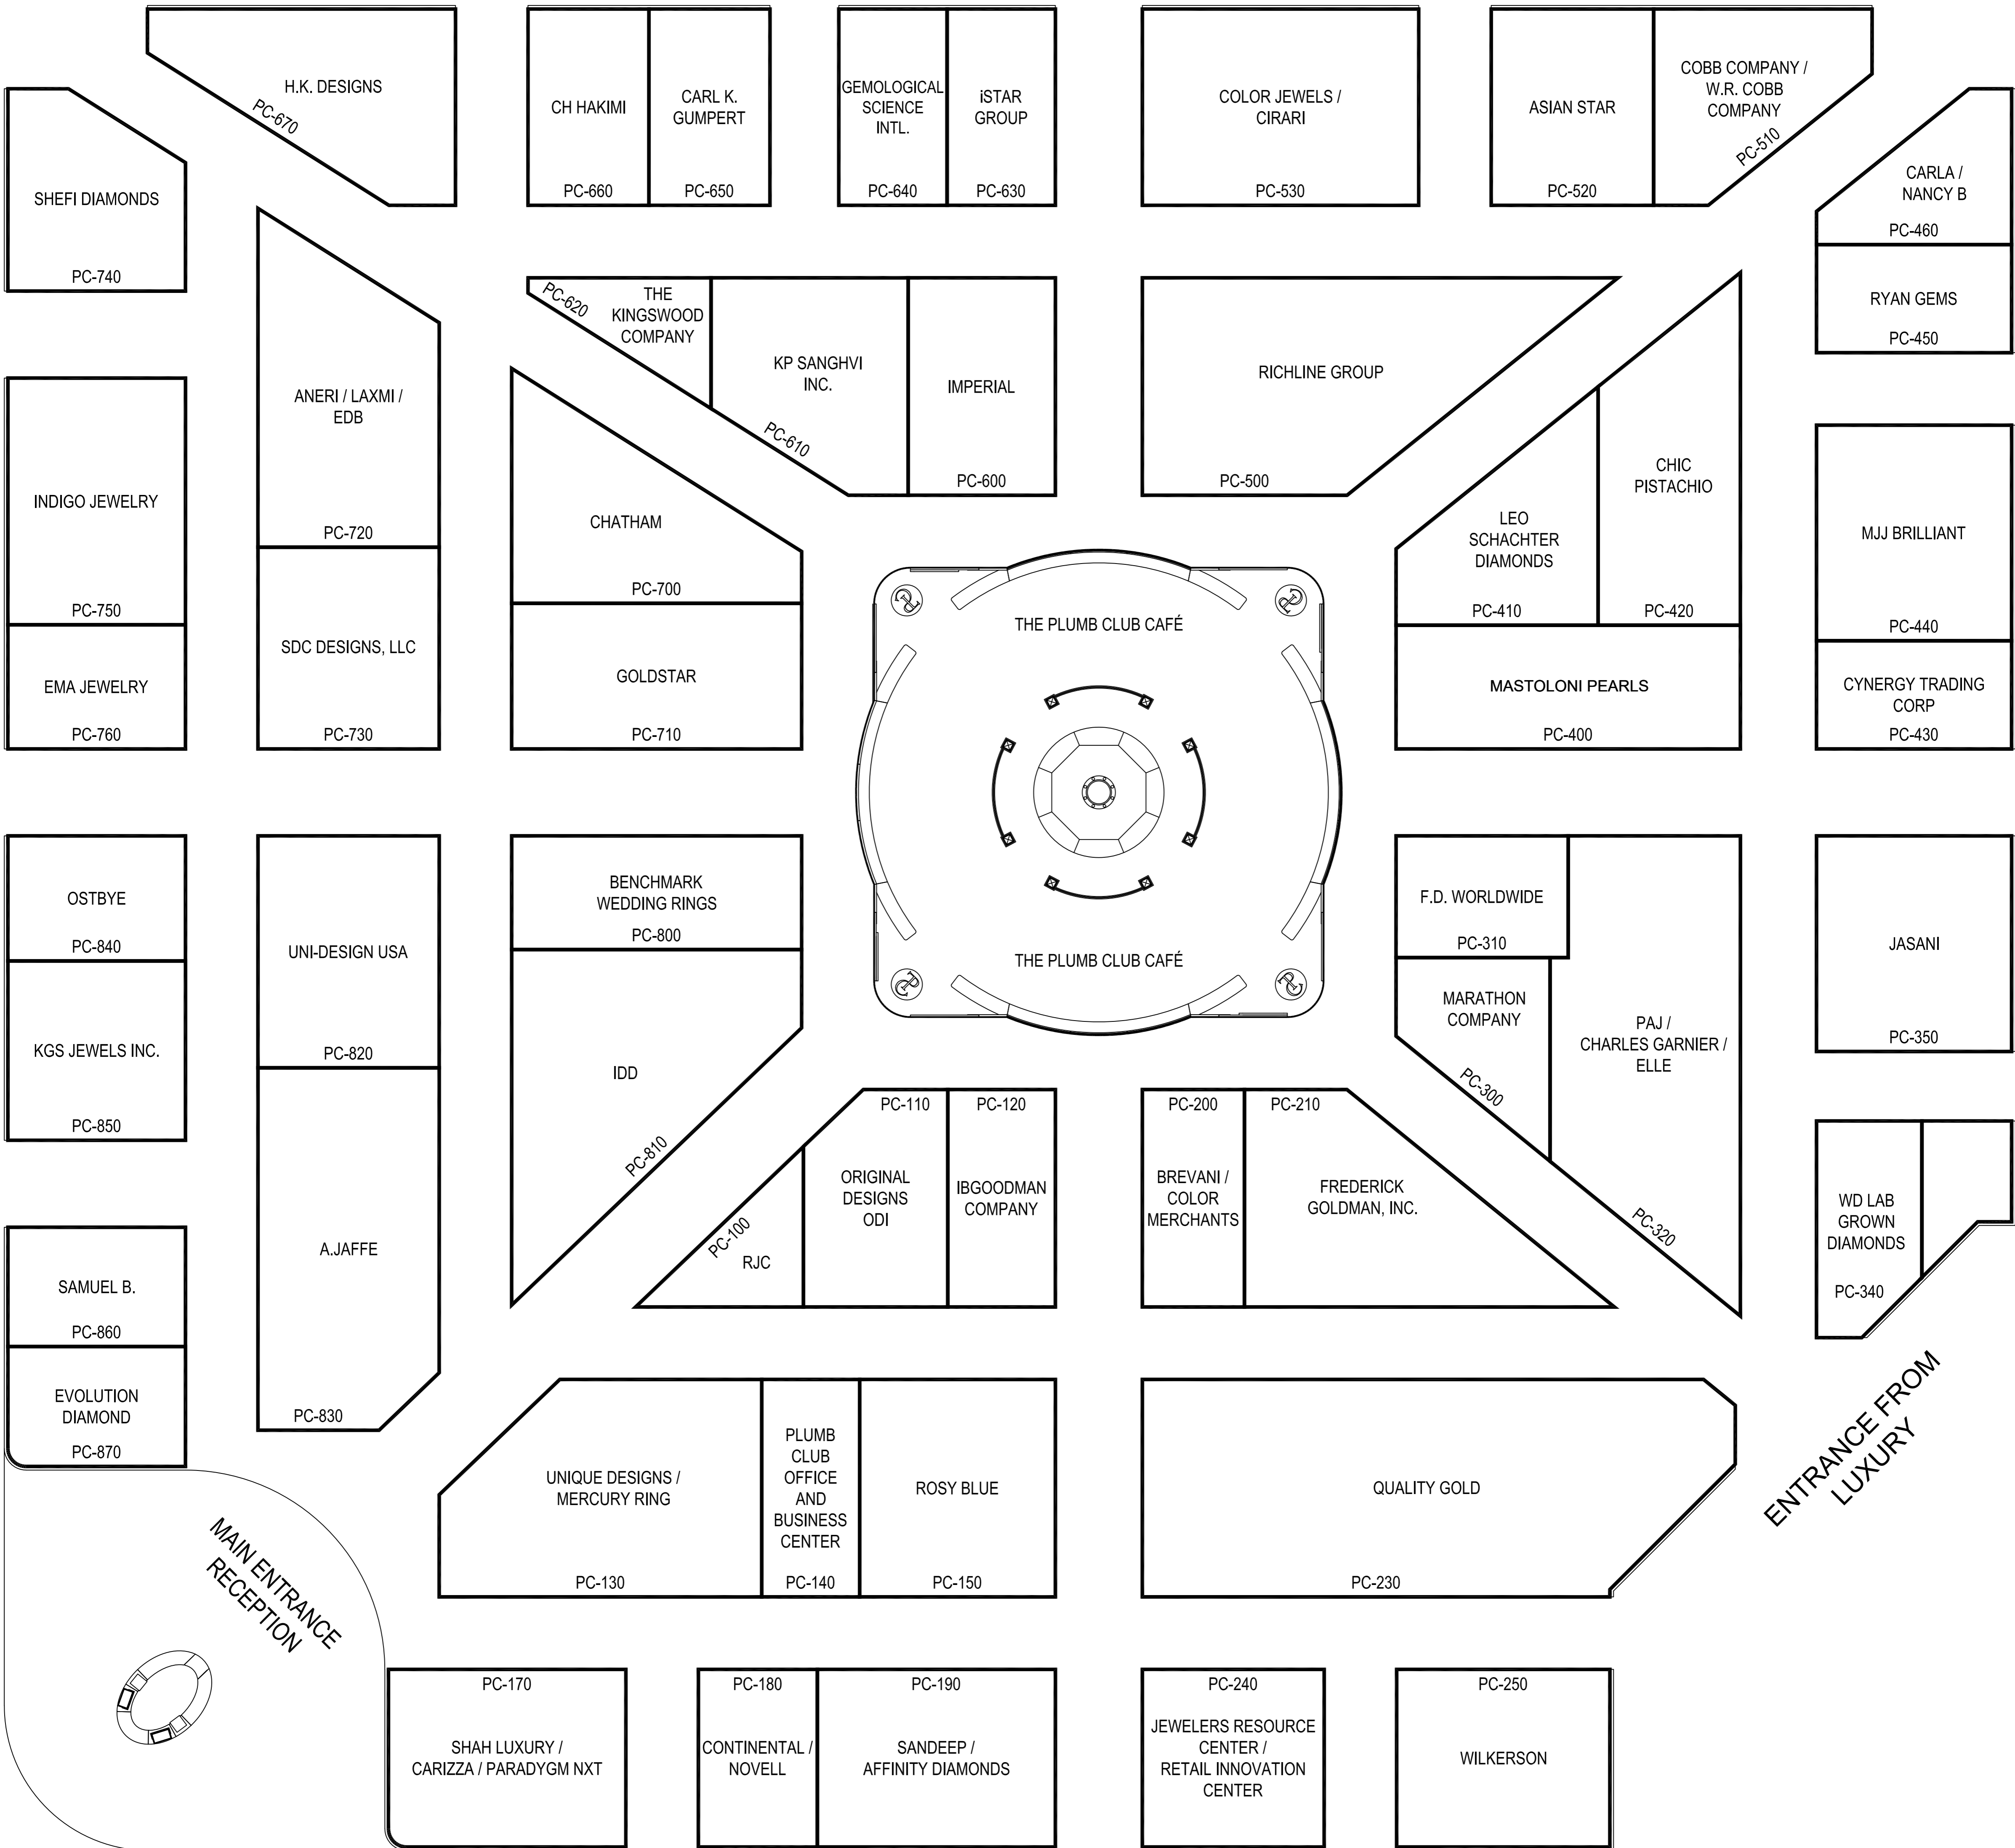 H.K. DESIGNS
PC-670
CH HAKIMI
PC-660
CARL K.
GUMPERT
PC-650
GEMOLOGICAL
SCIENCE
INTL.
PC-640
iSTAR
GROUP
PC-630
COLOR JEWELS /
CIRARI
PC-530
ASIAN STAR
PC-520
COBB COMPANY /
W.R. COBB
COMPANY
PC-510
SHEFI DIAMONDS
PC-740
CARLA /
NANCY B
PC-460
RYAN GEMS
PC-450
ANERI / LAXMI /
EDB
PC-720
PC-620
THE
KINGSWOOD
COMPANY
KP SANGHVI
INC.
PC-610
IMPERIAL
PC-600
RICHLINE GROUP
PC-500
CHIC
PISTACHIO
PC-420
LEO
SCHACHTER
DIAMONDS
PC-410
INDIGO JEWELRY
PC-750
CHATHAM
PC-700
MJJ BRILLIANT
PC-440
EMA JEWELRY
PC-760
SDC DESIGNS, LLC
PC-730
GOLDSTAR
PC-710
THE PLUMB CLUB CAFÉ
MASTOLONI PEARLS
PC-400
CYNERGY TRADING
CORP
PC-430
OSTBYE
PC-840
UNI-DESIGN USA
PC-820
BENCHMARK
WEDDING RINGS
PC-800
THE PLUMB CLUB CAFÉ
F.D. WORLDWIDE
PC-310
JASANI
PC-350
KGS JEWELS INC.
PC-850
IDD
PC-810
MARATHON
COMPANY
PC-300
PAJ /
CHARLES GARNIER /
ELLE
PC-320
PC-100
RJC
PC-110
ORIGINAL
DESIGNS
ODI
PC-120
IBGOODMAN
COMPANY
PC-200
BREVANI /
COLOR
MERCHANTS
PC-210
FREDERICK
GOLDMAN, INC.
WD LAB
GROWN
DIAMONDS
PC-340
SAMUEL B.
PC-860
A.JAFFE
PC-830
EVOLUTION
DIAMOND
PC-870
UNIQUE DESIGNS /
MERCURY RING
PC-130
PLUMB
CLUB
OFFICE
AND
BUSINESS
CENTER
PC-140
ROSY BLUE
PC-150
QUALITY GOLD
PC-230
ENTRANCE FROM
LUXURY
MAIN ENTRANCE
RECEPTION
PC-170
SHAH LUXURY /
CARIZZA / PARADYGM NXT
PC-180
CONTINENTAL /
NOVELL
PC-190
SANDEEP /
AFFINITY DIAMONDS
PC-240
JEWELERS RESOURCE
CENTER /
RETAIL INNOVATION
CENTER
PC-250
WILKERSON